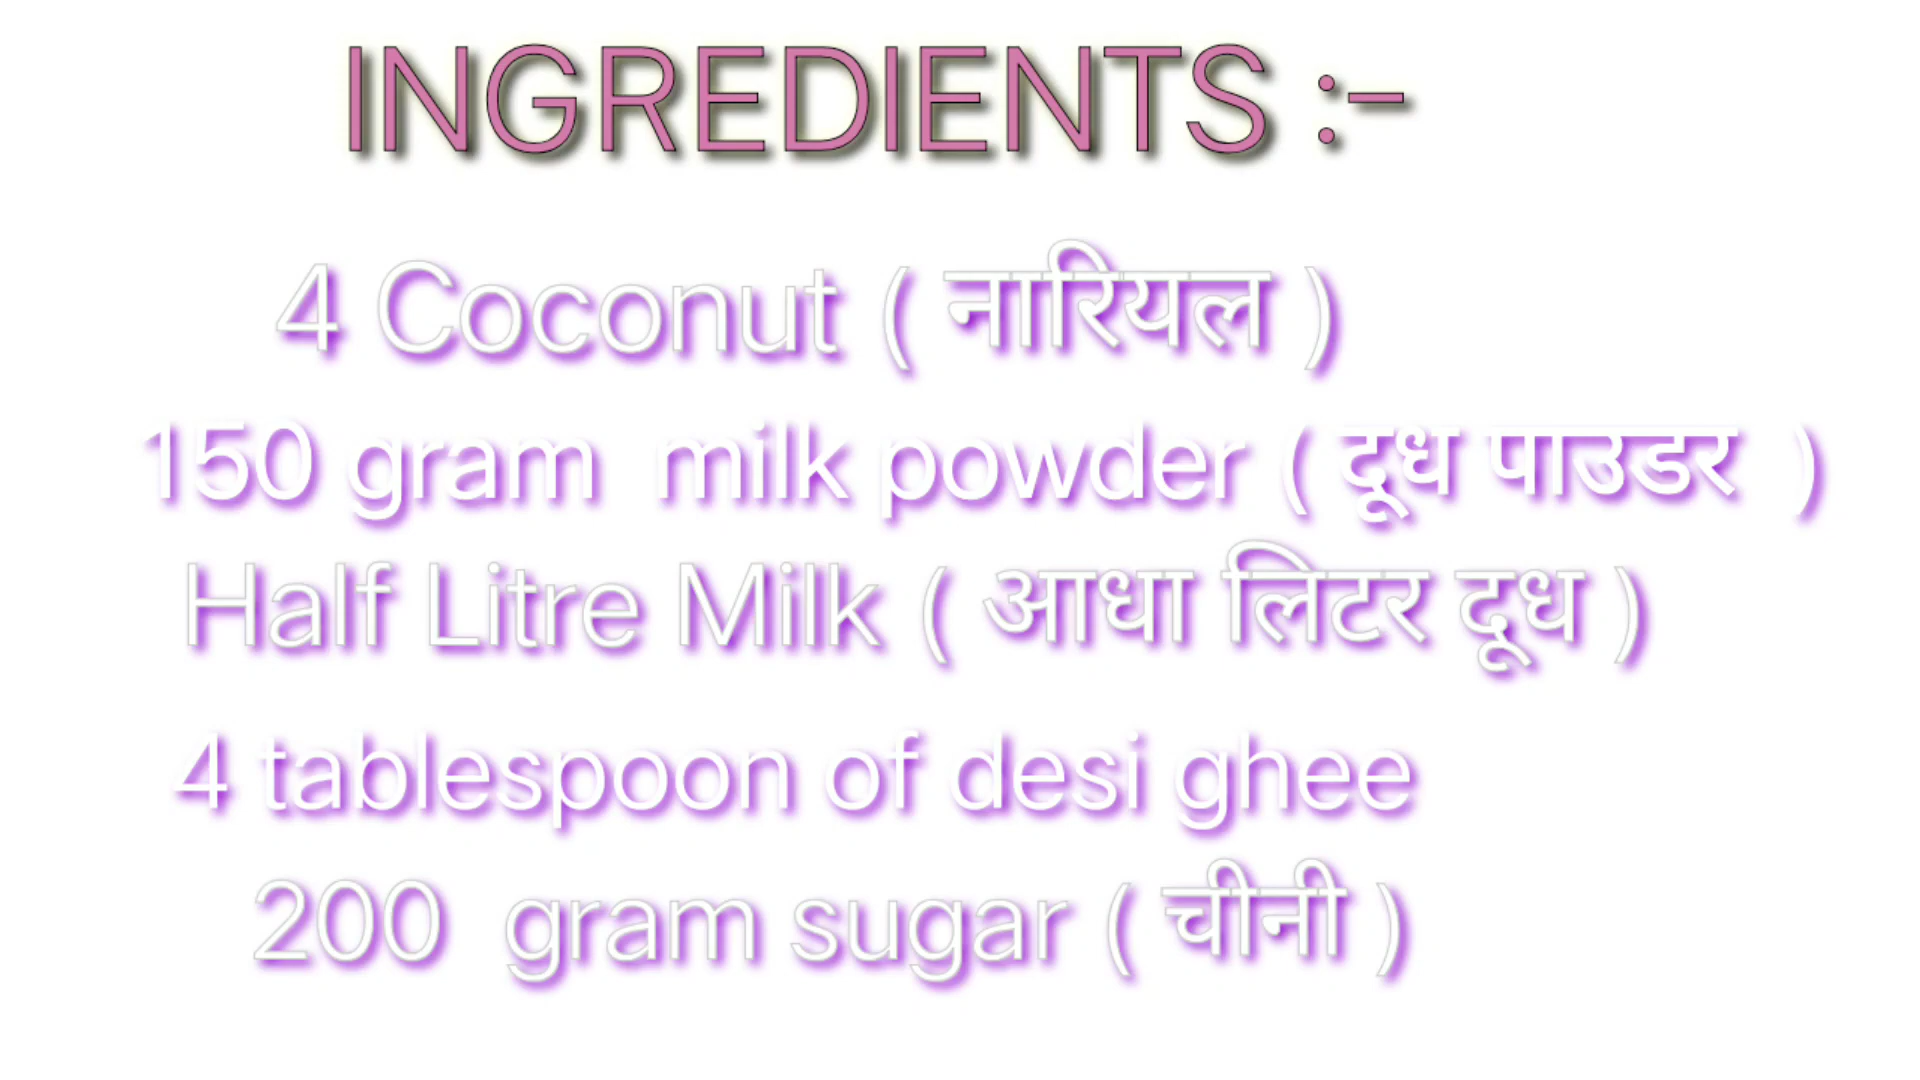 INGREDIENTS :-
4 Coconut ( नारियल )
150 gram  milk powder ( दूध पाउडर  )
Half Litre Milk ( आधा लिटर दूध )
4 tablespoon of desi ghee
200  gram sugar ( चीनी )